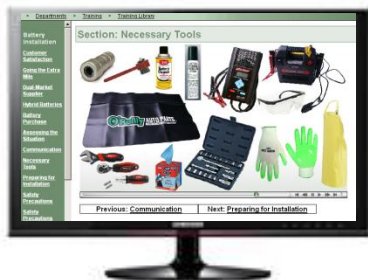 Departments Training Training Library
Battery
Installation
Customer
Satisfaction
Going the Extra
Mile
Dual Market
Supplier
Hybrid Batteries
Battery
Purchase
Assessing the
Situation
Communication
Necessary
Tools
Preparing for
Installation
Safety
Precautions
Safety
Precautions
Section: Necessary Tools
O'Reilly AUTO PARTS
Previous: Communication
Next: Preparing for Installation